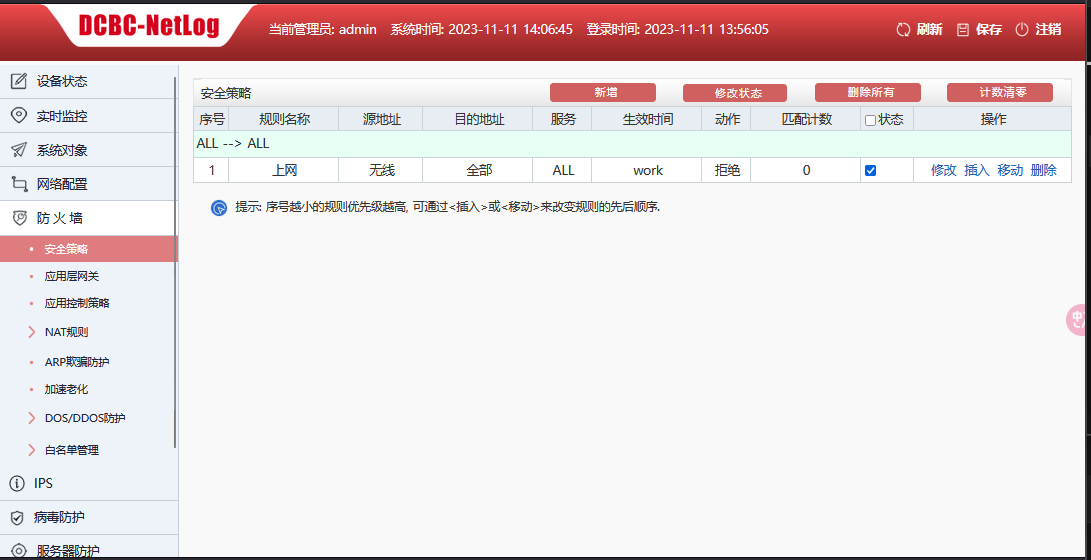 DCBC-NetLog
当前管理员: admin 系统时间: 2023-11-11 14:06:45 登录时间: 2023-11-11 13:56:05
刷新 保存 注销
设备状态
实时监控
系统对象
网络配置
防 火 墙
安全策略
应用层网关
应用控制策略
NAT规则
ARP欺骗防护
加速老化
DOS/DDOS防护
白名单管理
IPS
病毒防护
服务器防护
安全策略 新增 修改状态 删除所有 计数清零
序号 规则名称 源地址 目的地址 服务 生效时间 动作 匹配计数 状态 操作
ALL --> ALL
1 上网 无线 全部 ALL work 拒绝 0 修改 插入 移动 删除
提示: 序号越小的规则优先级越高, 可通过<插入>或<移动>来改变规则的先后顺序.